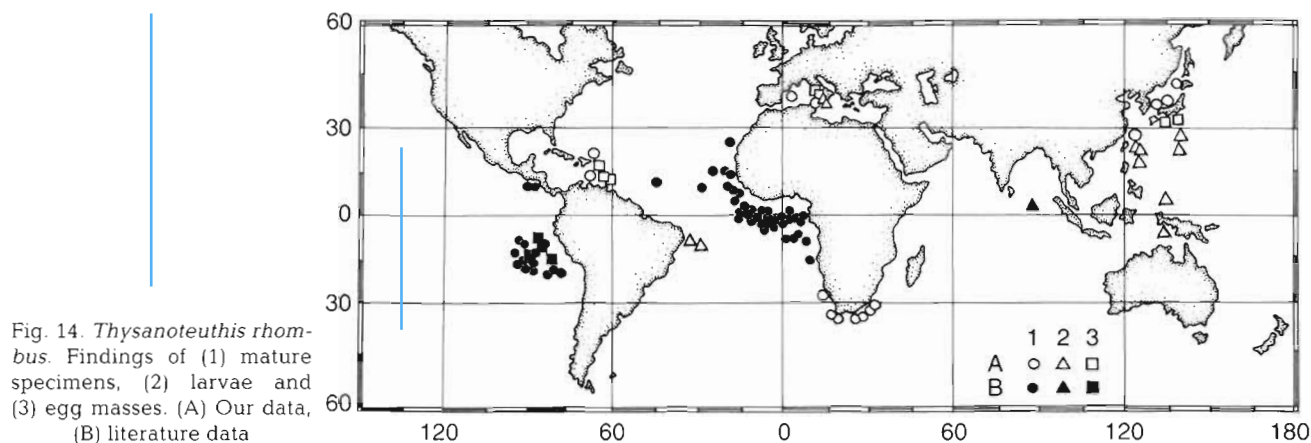 60
30
0
30
60
120
60
0
60
120
180
1 2 3
A
B
Fig. 14. Thysanoteuthis rhom-
bus. Findings of (1) mature
specimens, (2) larvae and
(3) egg masses. (A) Our data,
(B) literature data